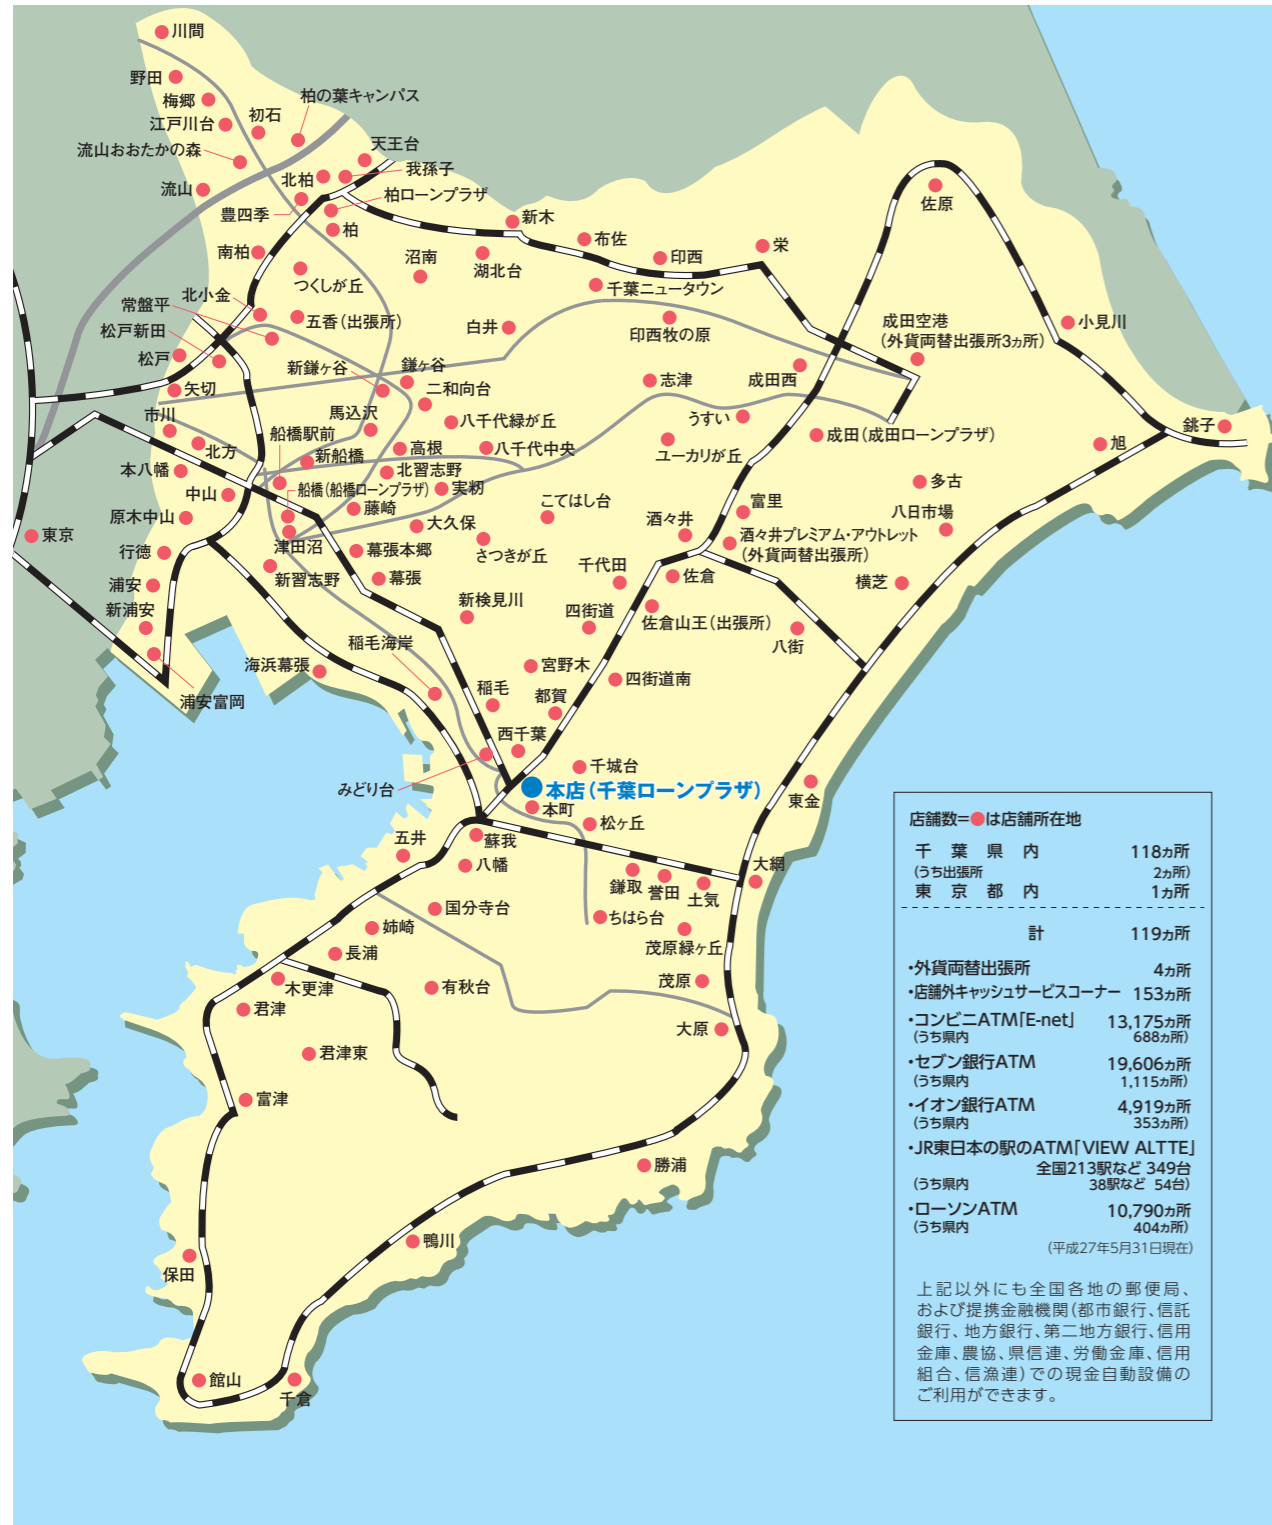 川間
野田
梅郷
柏の葉キャンパス
初石
江戸川台
天王台
流山おおたかの森
我孫子
北柏
流山
柏ローンプラザ
豊四季
柏
佐原
新木
布佐
栄
南柏
沼南
湖北台
印西
つくしが丘
千葉ニュータウン
北小金
常盤平
五香(出張所)
白井
印西牧の原
成田空港
(外貨両替出張所3ヵ所)
小見川
松戸新田
松戸
新鎌ヶ谷
鎌ヶ谷
二和向台
志津
成田西
矢切
市川
馬込沢
八千代緑が丘
うすい
銚子
船橋駅前
北方
新船橋
高根
八千代中央
ユーカリが丘
成田(成田ローンプラザ)
旭
本八幡
北習志野
中山
船橋(船橋ローンプラザ)
実籾
多古
原木中山
藤崎
大久保
こてはし台
酒々井
富里
八日市場
東京
行徳
津田沼
幕張本郷
さつきが丘
酒々井プレミアム・アウトレット
(外貨両替出張所)
浦安
新習志野
幕張
千代田
佐倉
横芝
新浦安
新検見川
四街道
佐倉山王(出張所)
八街
稲毛海岸
海浜幕張
宮野木
四街道南
浦安富岡
稲毛
都賀
西千葉
千城台
みどり台
本店(千葉ローンプラザ)
東金
本町
松ヶ丘
五井
蘇我
八幡
大網
鎌取
誉田
土気
国分寺台
ちはら台
姉崎
茂原緑ヶ丘
長浦
茂原
木更津
有秋台
君津
大原
君津東
富津
勝浦
鴨川
保田
館山
千倉
店舗数=●は店舗所在地
千葉県内 118ヵ所
(うち出張所 2ヵ所)
東京都内 1ヵ所
計 119ヵ所
・外貨両替出張所 4ヵ所
・店舗外キャッシュサービスコーナー 153ヵ所
・コンビニATM「E-net」 13,175ヵ所
(うち県内 688ヵ所)
・セブン銀行ATM 19,606ヵ所
(うち県内 1,115ヵ所)
・イオン銀行ATM 4,919ヵ所
(うち県内 353ヵ所)
・JR東日本の駅のATM「VIEW ALTTE」
全国213駅など 349台
(うち県内 38駅など 54台)
・ローソンATM 10,790ヵ所
(うち県内 404ヵ所)
(平成27年5月31日現在)
上記以外にも全国各地の郵便局、
および提携金融機関(都市銀行、信託
銀行、地方銀行、第二地方銀行、信用
金庫、農協、県信連、労働金庫、信用
組合、信漁連)での現金自動設備の
ご利用ができます。